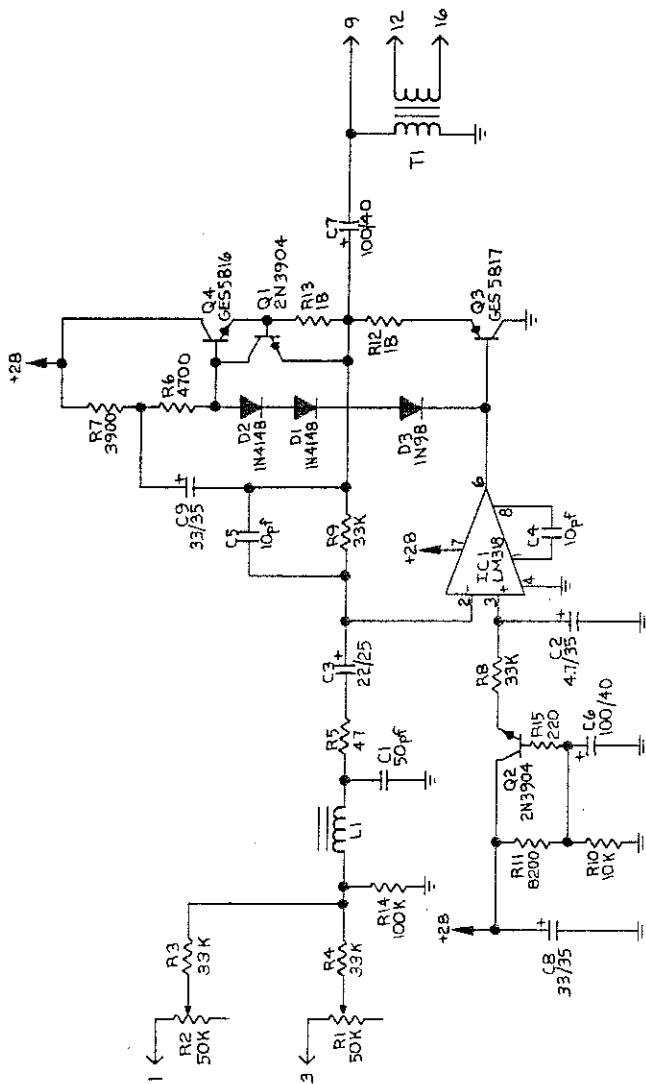 +28
R7
3900
R6
4700
Q4
GES5816
Q1
2N3904
R13
18
R12
18
Q3
GES5817
C7
+
100/40
9
12
16
T1
D2
1N4148
D1
1N4148
D3
1N98
C9
+
33/35
C5
10pf
R9
33K
+28
7
6
8
IC1
LM318
C4
10pf
1
4
2
-
3
+
C3
+
22/25
R5
47
C1
50pf
L1
R14
100K
R3
33K
R4
33K
R2
50K
R1
50K
1
3
R8
33K
C2
+
4.7/35
Q2
2N3904
R15
220
C6
+
100/40
R11
8200
R10
10K
+28
C8
+
33/35